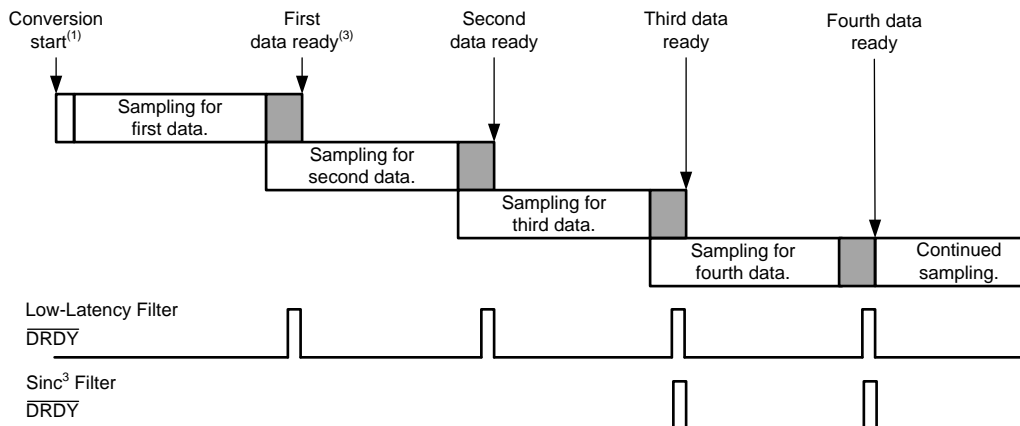 Conversion
start(1)
First
data ready(3)
Second
data ready
Third data
ready
Fourth data
ready
Sampling for
first data.
Sampling for
second data.
Sampling for
third data.
Sampling for
fourth data.
Continued
sampling.
Low-Latency Filter
DRDY
Sinc3 Filter
DRDY